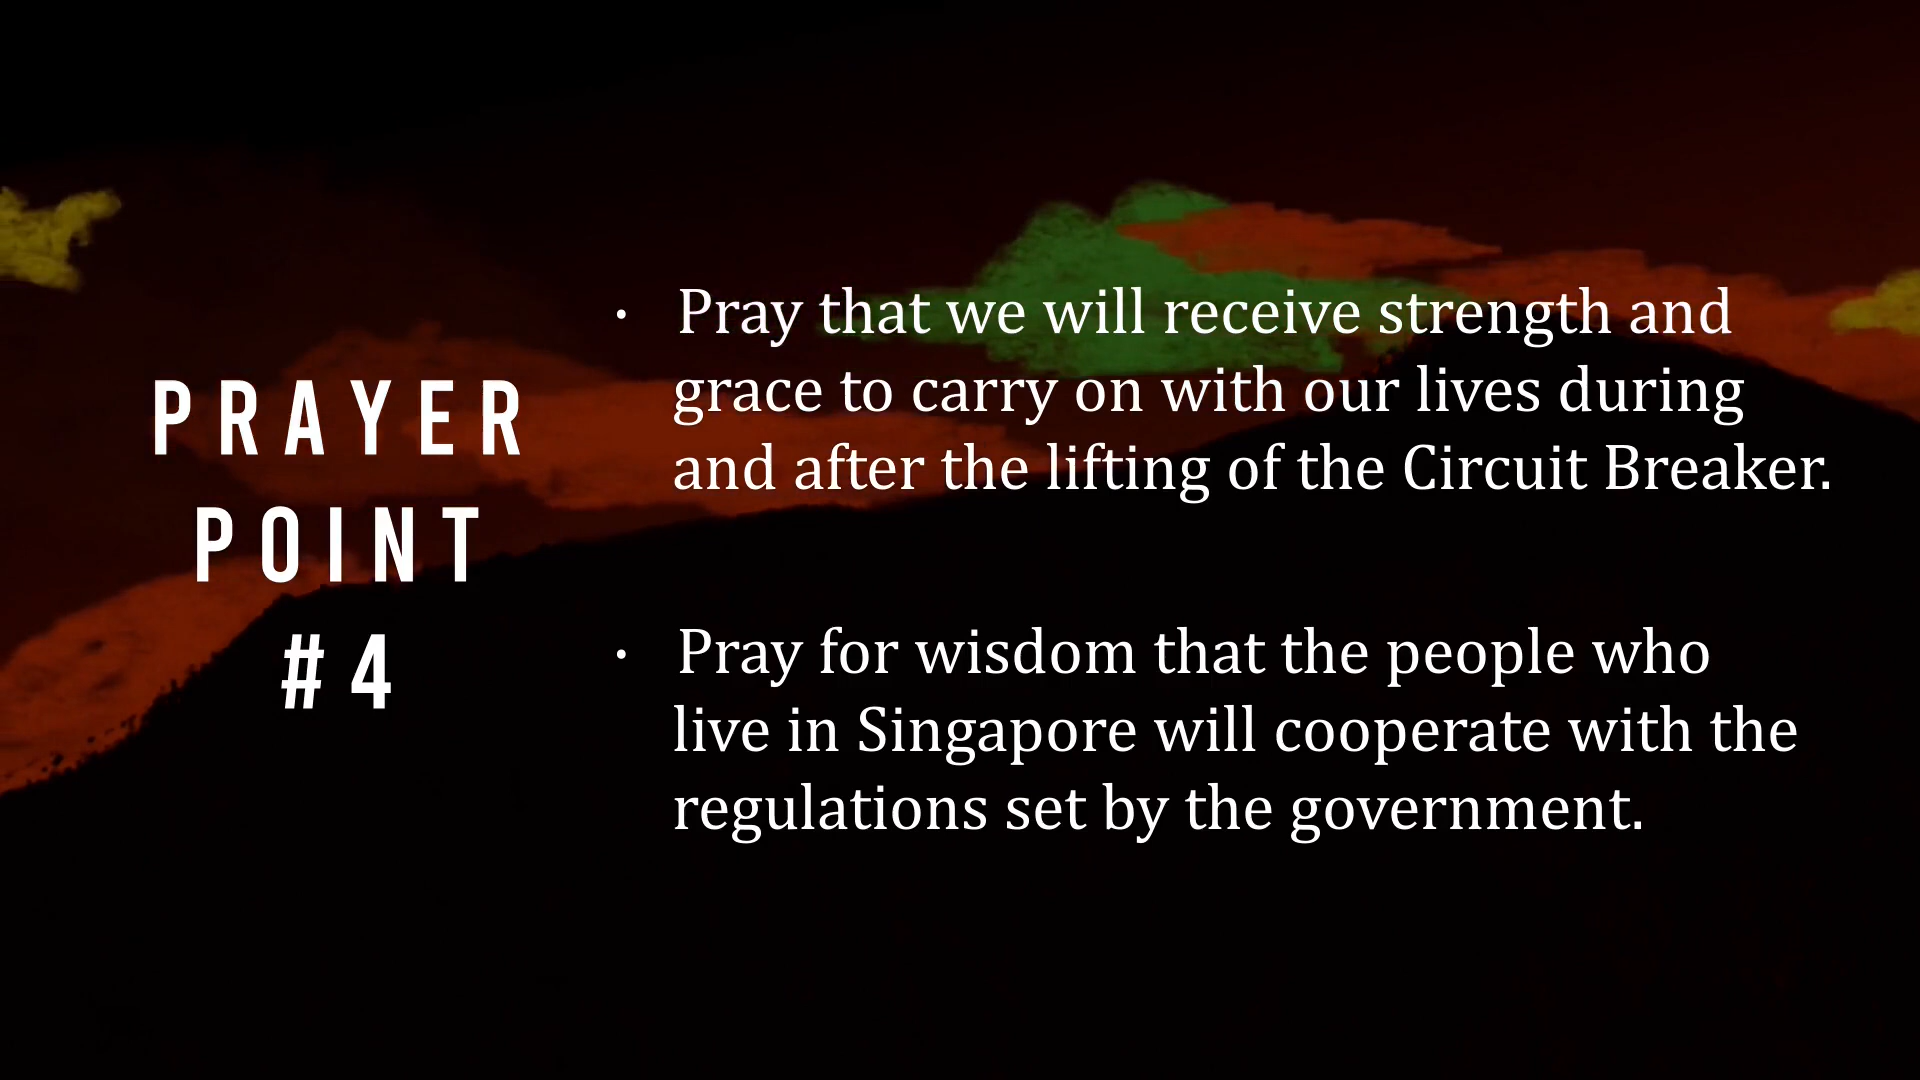 PRAYER
POINT
#4
· Pray that we will receive strength and
grace to carry on with our lives during
and after the lifting of the Circuit Breaker.
· Pray for wisdom that the people who
live in Singapore will cooperate with the
regulations set by the government.